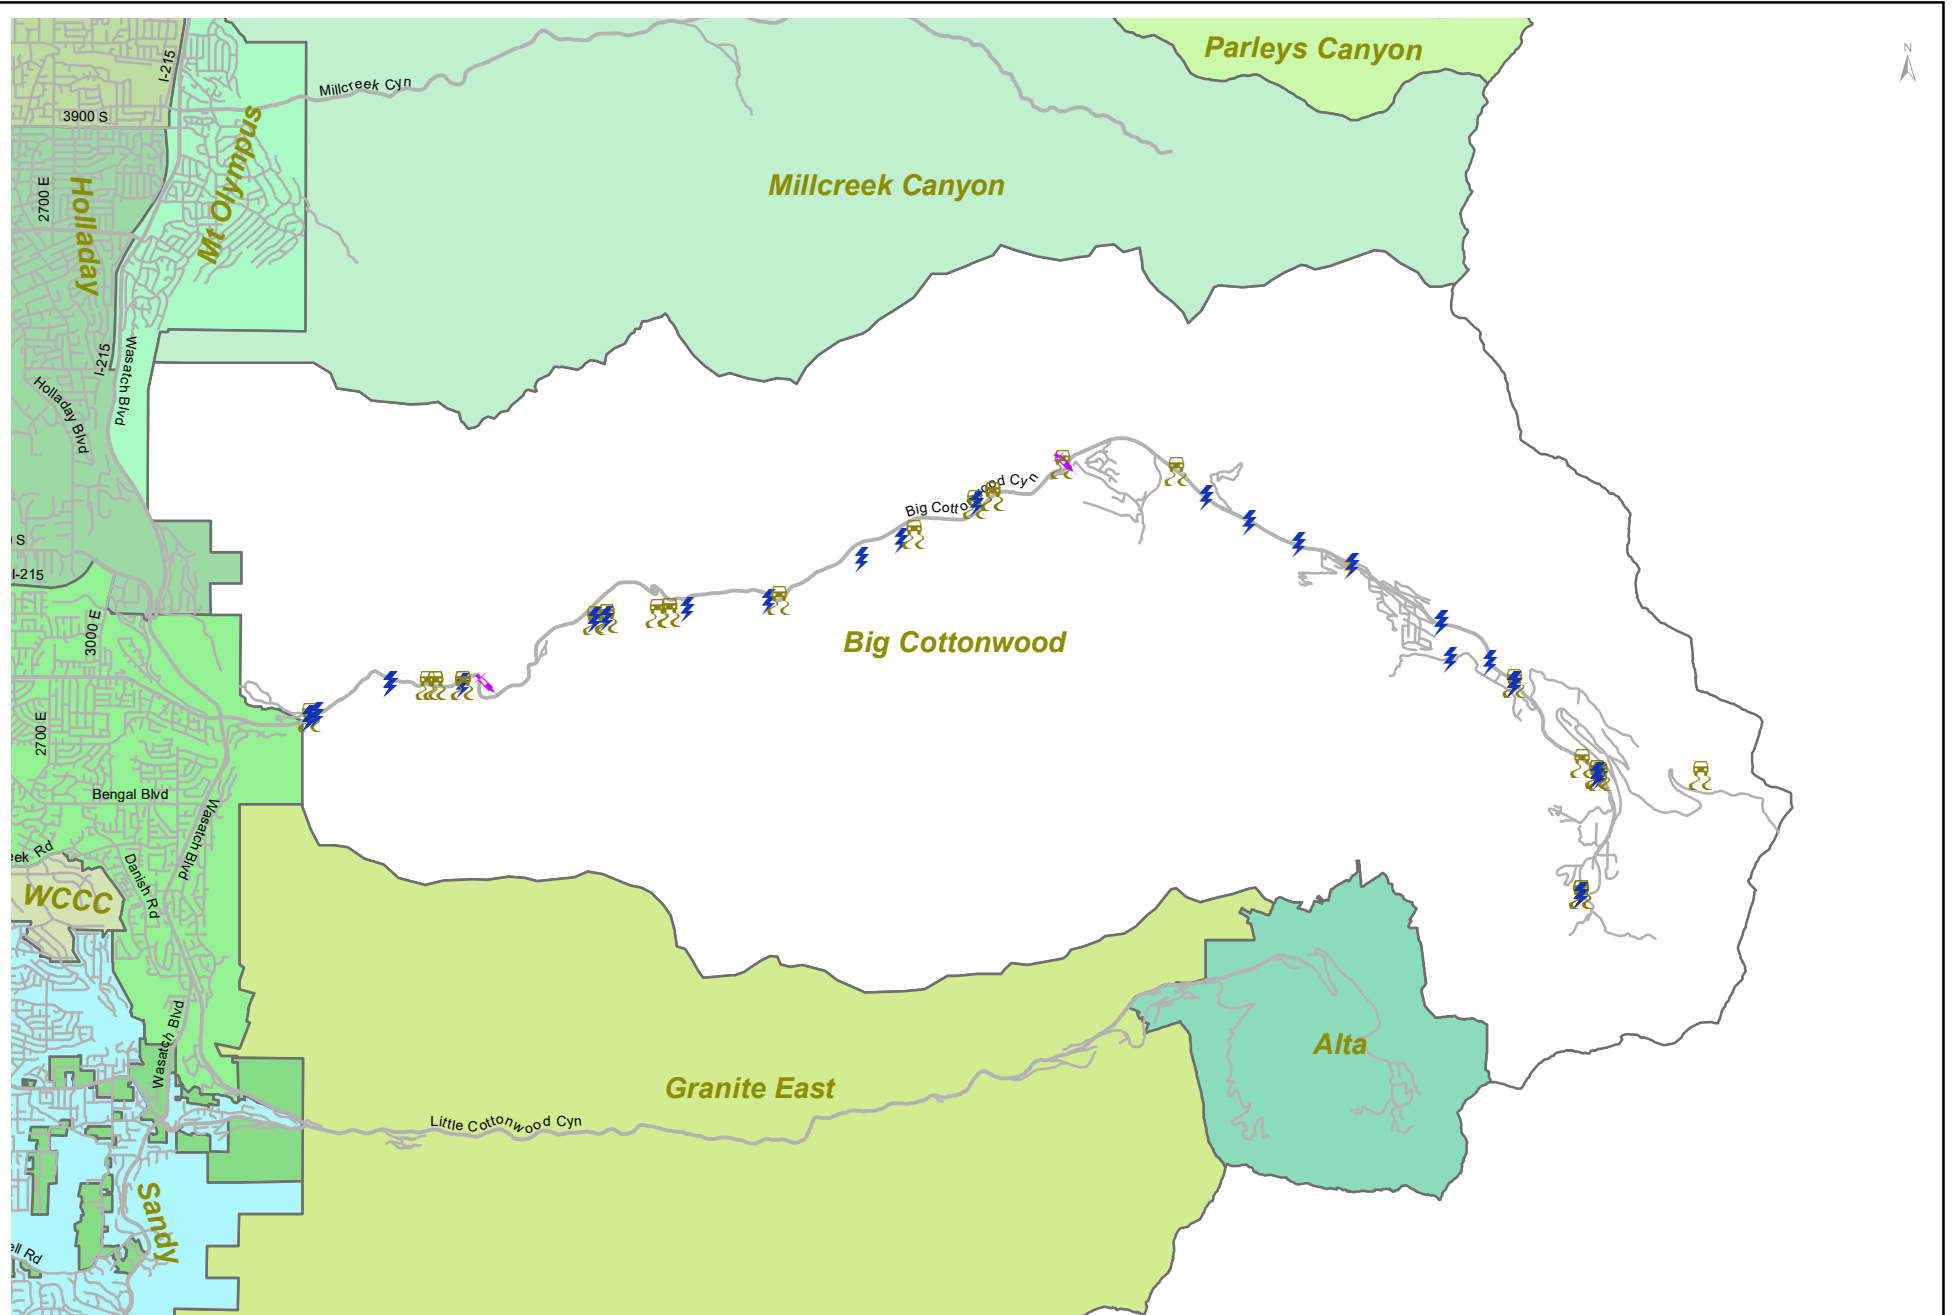 Parleys Canyon
N
I-215
Millcreek Cyn
3900 S
Mt Olympus
Holladay
2700 E
Millcreek Canyon
I-215
Wasatch Blvd
Holladay Blvd
Big Cottonwood Cyn
S
I-215
3000 E
Big Cottonwood
2700 E
Bengal Blvd
Wasatch Blvd
eek Rd
Danish Rd
WCCC
Wasatch Blvd
Alta
Granite East
Little Cottonwood Cyn
Sandy
ell Rd